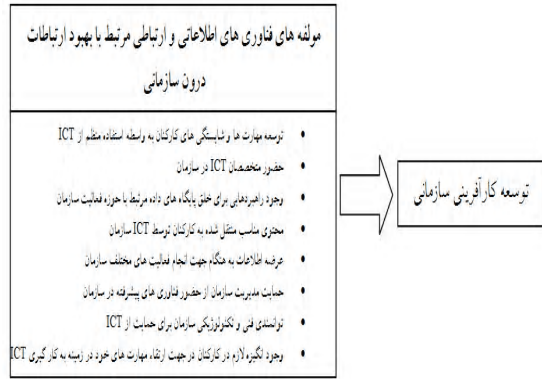 مولفه های فناوری های اطلاعاتی و ارتباطی مرتبط با بهبود ارتباطات
درون سازمانی
• توسعه مهارت ها و شایستگی های کارکنان به واسطه استفاده منظم از ICT
• حضور متخصصان ICT در سازمان
• وجود راهبردهایی برای خلق پایگاه های داده مرتبط با حوزه فعالیت سازمان
• محتوی مناسب منتقل شده به کارکنان توسط ICT سازمان
• عرضه اطلاعات به هنگام جهت انجام فعالیت های مختلف سازمان
• حمایت مدیریت سازمان از حضور فناوری های پیشرفته در سازمان
• توانمندی فنی و تکنولوژیکی سازمان برای حمایت از ICT
• وجود انگیزه لازم در کارکنان در جهت ارتقاء مهارت های خود در زمینه به کار گیری ICT
توسعه کارآفرینی سازمانی